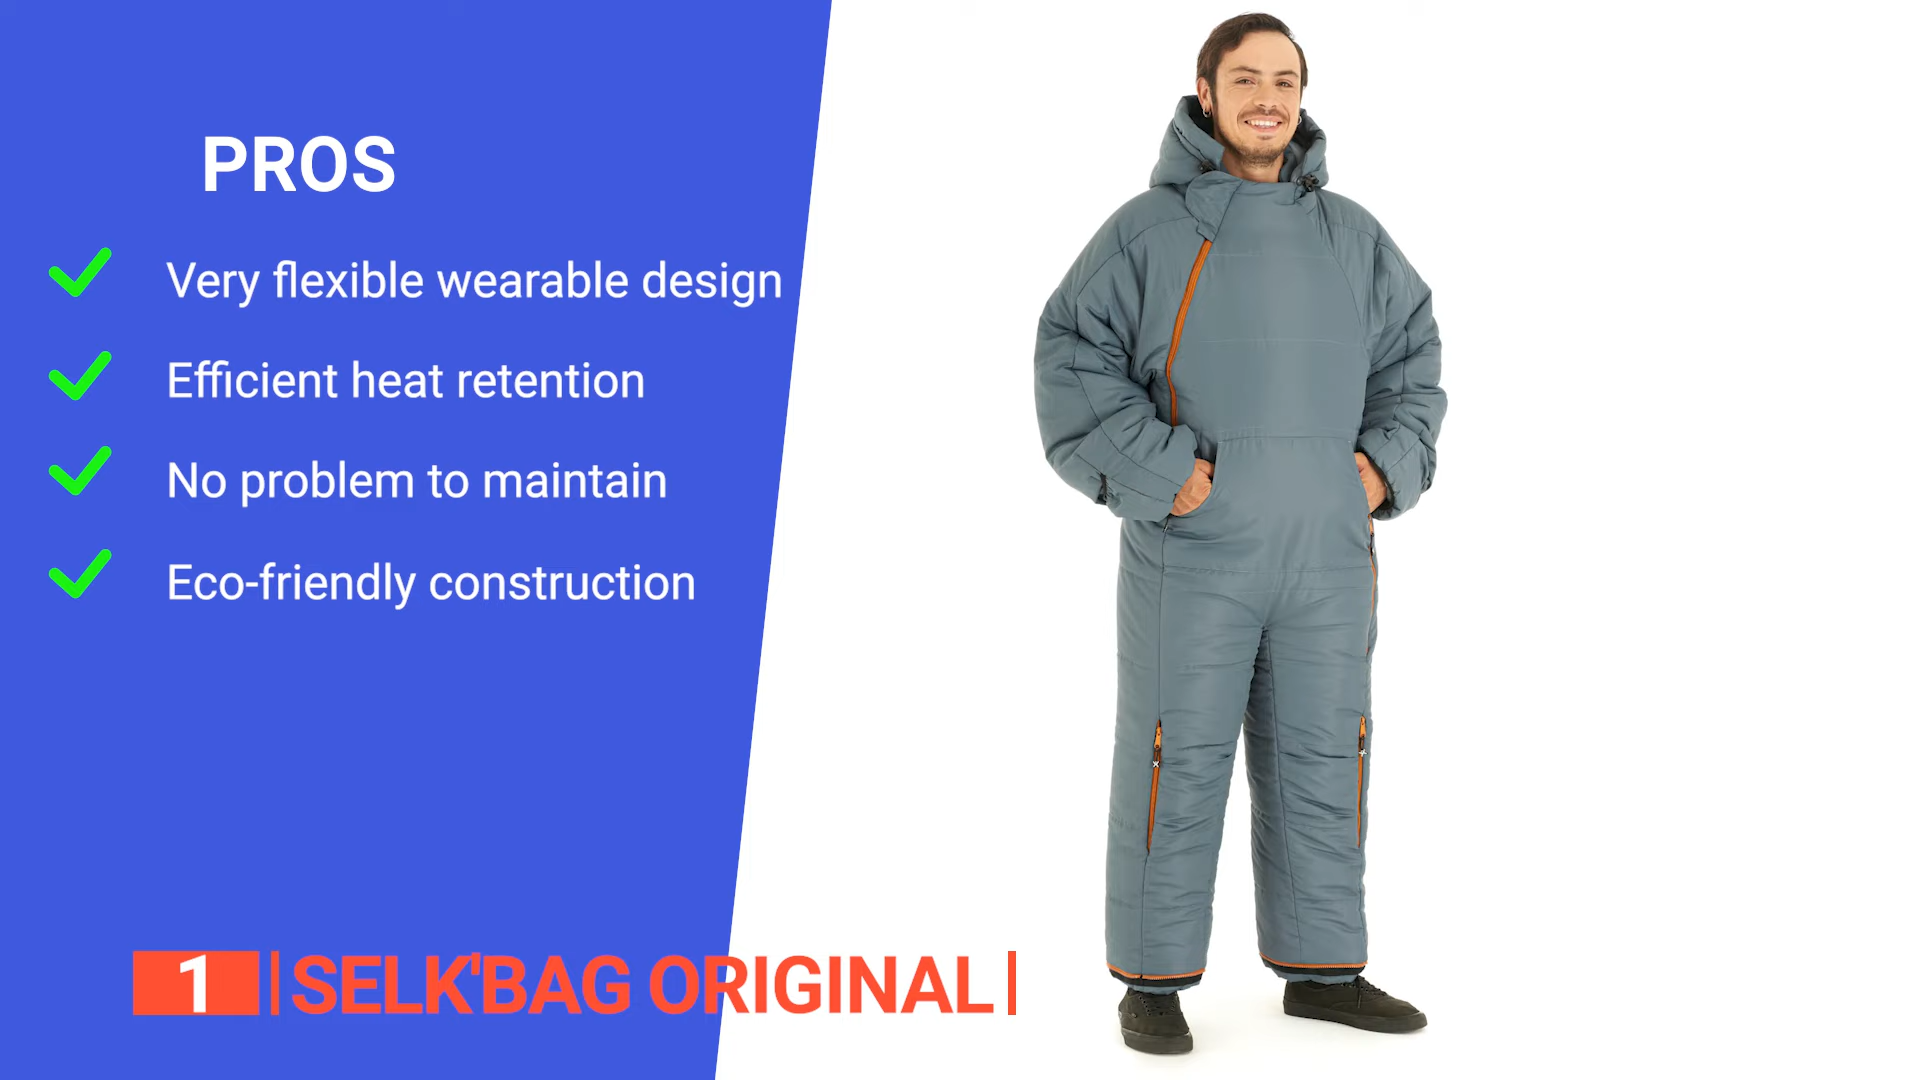 PROS
Very flexible wearable design
Efficient heat retention
No problem to maintain
Eco-friendly construction
1 SELK'BAG ORIGINAL